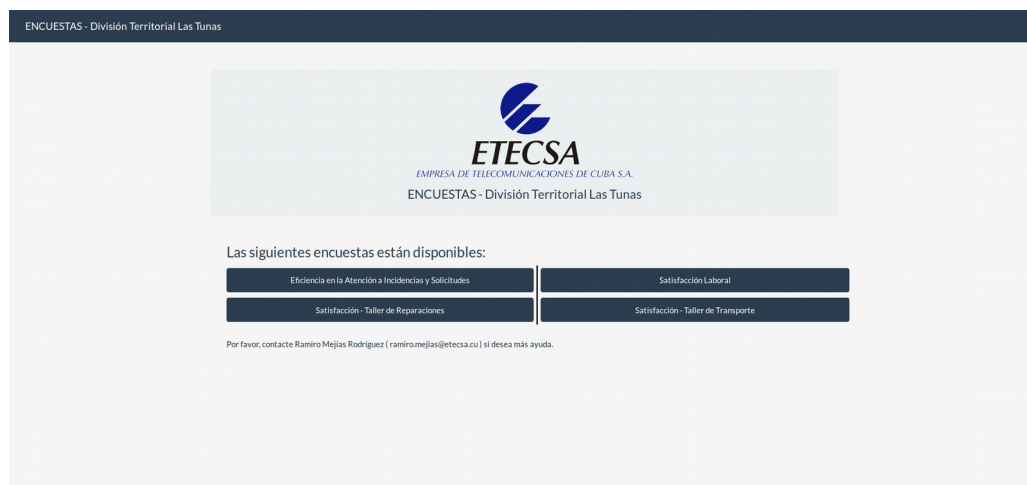 ENCUESTAS - División Territorial Las Tunas
ETECSA
EMPRESA DE TELECOMUNICACIONES DE CUBA S.A.
ENCUESTAS - División Territorial Las Tunas
Las siguientes encuestas están disponibles:
Eficiencia en la Atención a Incidencias y Solicitudes
Satisfacción Laboral
Satisfacción - Taller de Reparaciones
Satisfacción - Taller de Transporte
Por favor, contacte Ramiro Mejías Rodríguez ( ramiro.mejias@etecsa.cu ) si desea más ayuda.